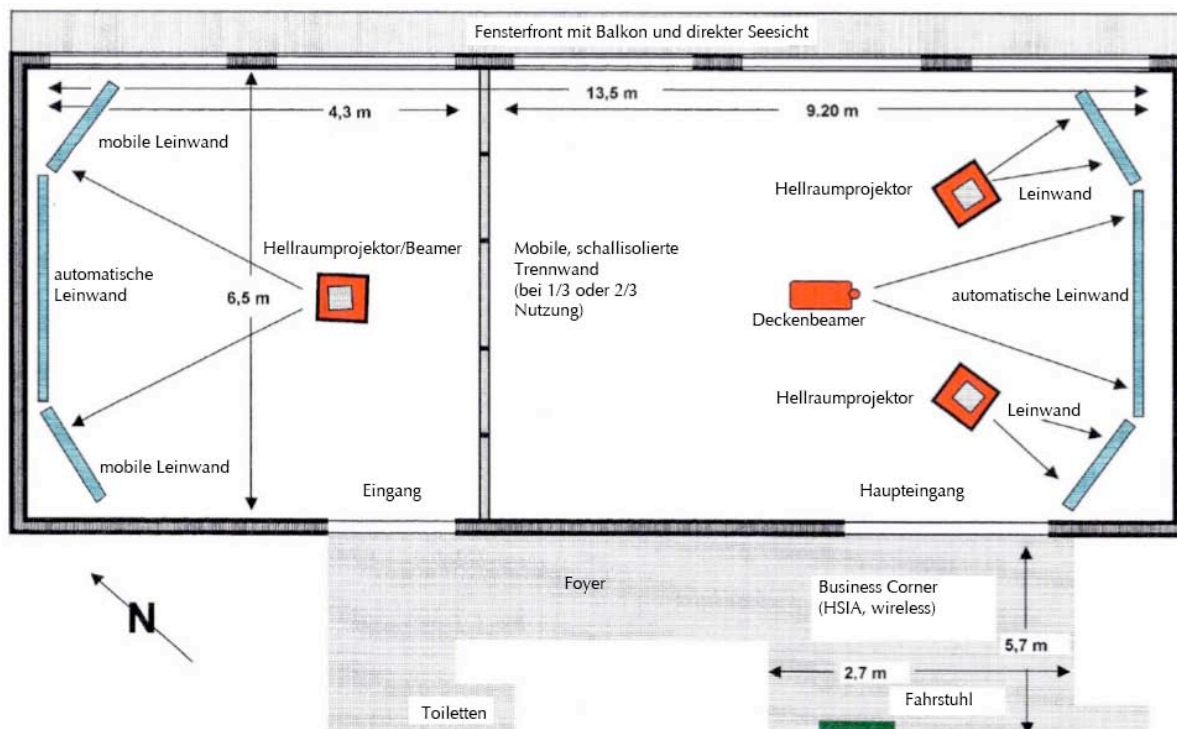 Fensterfront mit Balkon und direkter Seesicht
13,5 m
4,3 m
9.20 m
mobile Leinwand
Hellraumprojektor
Leinwand
Hellraumprojektor/Beamer
Mobile, schallisolierte
Trennwand
(bei 1/3 oder 2/3
Nutzung)
automatische
Leinwand
6,5 m
automatische Leinwand
Deckenbeamer
Hellraumprojektor
Leinwand
mobile Leinwand
Eingang
Haupteingang
N
Foyer
Business Corner
(HSIA, wireless)
5,7 m
2,7 m
Fahrstuhl
Toiletten